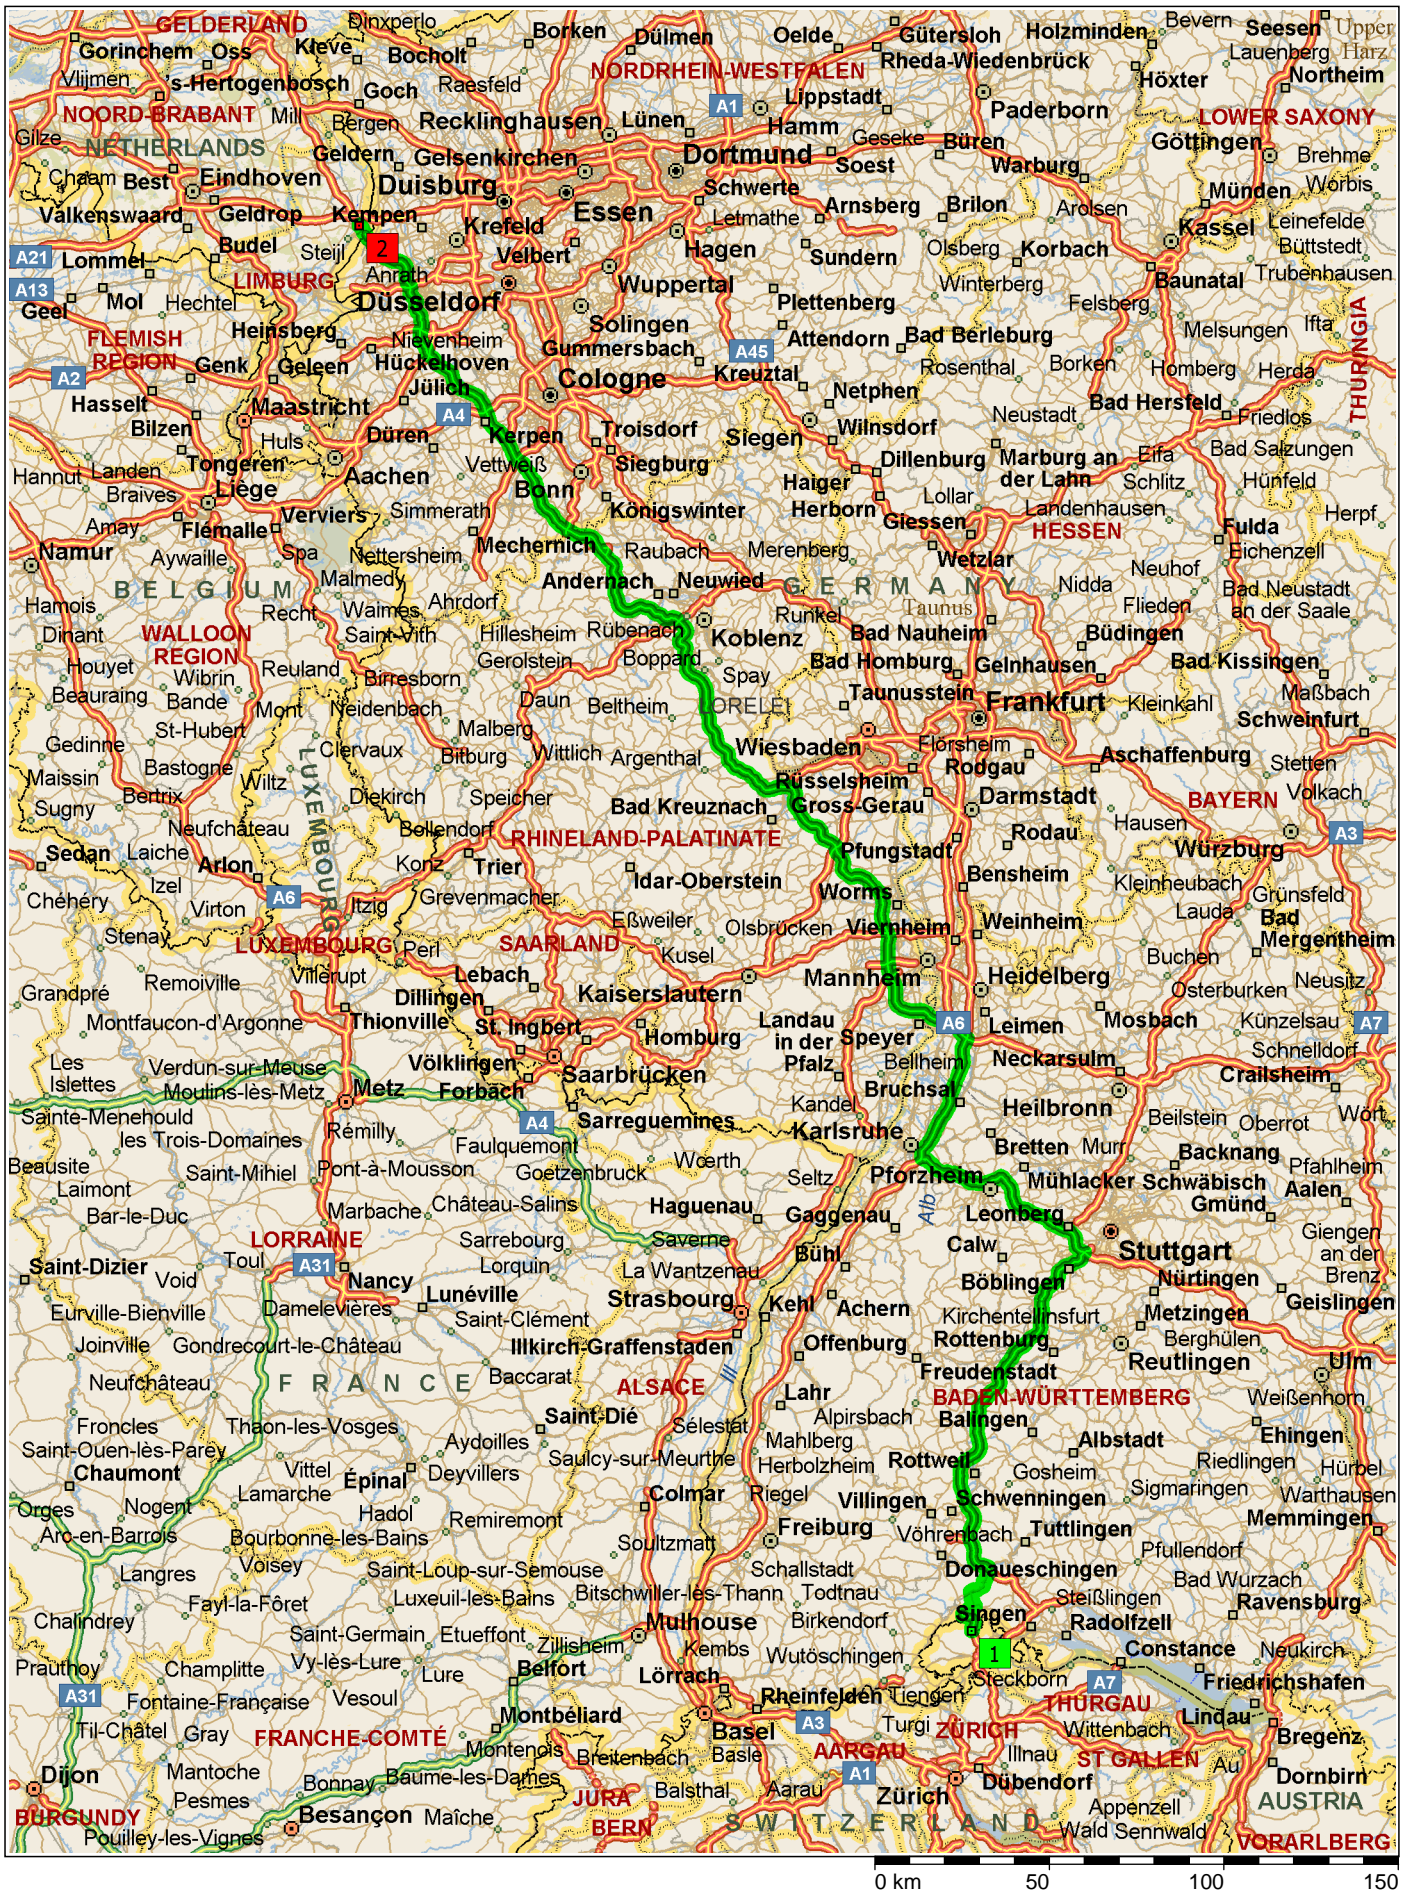 GELDERLAND Dinxperlo Borken Dülmen Oelde Gütersloh Holzminden Bevern Seesen Upper
Gorinchem Oss Kleve Bocholt Rheda-Wiedenbrück Lauenberg Harz
Vlijmen 's-Hertogenbosch Goch Raesfeld NORDRHEIN-WESTFALEN Höxter Northeim
NOORD-BRABANT Mill Bergen Recklinghausen Lünen A1 Lippstadt Paderborn LOWER SAXONY
Gilze NETHERLANDS Geldern Gelsenkirchen Dortmund Hamm Geseke Büren Göttingen
Chaam Best Eindhoven Duisburg Soest Warburg Brehme
Valkenswaard Geldrop Kempen Krefeld Essen Schwerte Arnsberg Brilon Arolsen Münden Worbis
Letmathe Kassel Leinefelde
A21 Lommel Budel Steijl 2 Velbert Hagen Sundern Olsberg Korbach Büttstedt
A13 LIMBURG Anrath Wuppertal Winterberg Baunatal Trubenhausen
Geel Mol Hechtel Düsseldorf Solingen Plettenberg Felsberg
FLEMISH REGION Heinsberg Nievenheim Gummersbach Attendorn Bad Berleburg Melsungen Ifta THURINGIA
A2 Genk Geleen Hückelhoven Cologne A45 Kreuztal Rosenthal Borken Homberg Herda
Hasselt Maastricht Jülich A4 Netphen Neustadt Bad Hersfeld Friedlos
Bilzen Huls Düren Kerpen Troisdorf Siegen Wilnsdorf Bad Salzungen
Hannut Landen Tongeren Aachen Vettweiß Siegburg Haiger Dillenburg Marburg an der Lahn Eifa Schlitz Hünfeld
Braives Liège Bonn Königswinter Herborn Lollar Landenhausen
Amay Flémalle Verviers Simmerath Giessen HESSEN Fulda Herpf
Namur Aywaille Spa Nettersheim Mechernich Raubach Merenberg Wetzlar Eichenzell
BELGIUM Malmedy Andernach Neuwied GERMANY Nidda Neuhof Bad Neustadt an der Saale
Hamois Recht Waimes Ahrdorf Runkel Taunus Flieden
Dinant WALLOON REGION Saint-Vith Hillesheim Rübenach Koblenz Bad Nauheim Büdingen
Houyet Wibrin Reuland Birresborn Gerolstein Boppard Spay Bad Homburg Gelnhausen Bad Kissingen
Beauraing Bande Mont Neidenbach Daun Beltheim LORELEI Taunusstein Frankfurt Kleinkahl Maßbach
Gedinne St-Hubert Clervaux Malberg Wiesbaden Flörsheim Schweinfurt
Maissin Bastogne Wiltz Bitburg Wittlich Argenthal Rüsselsheim Rodgau Aschaffenburg Stetten
Sugny Bertrix Diekirch Speicher Bad Kreuznach Gross-Gerau Darmstadt BAYERN Volkach
Neufchâteau LUXEMBOURG Bollendorf RHINELAND-PALATINATE Rodau Hausen A3
Sedan Laiche Arlon Konz Trier Idar-Oberstein Pfungstadt Bensheim Würzburg
Chéhéry Izel A6 Itzig Grevenmacher Worms Kleinheubach Grünsfeld
Virton Eßweiler Olsbrücken Viernheim Weinheim Lauda Bad Mergentheim
Stenay LUXEMBOURG Perl SAARLAND Kusel Buchen
Grandpré Remoiville Villerupt Lebach Kaiserslautern Mannheim Heidelberg Osterburken Neusitz
Montfaucon-d'Argonne Thionville Dillingen St. Ingbert Homburg Landau in der Pfalz Speyer A6 Leimen Mosbach Künzelsau A7
Les Islettes Verdun-sur-Meuse Völklingen Saarbrücken Bellheim Neckarsulm Schnelldorf
Moulins-lès-Metz Metz Forbach Bruchsal Crailsheim
Sainte-Menehould Rémilly A4 Sarreguemines Kandel Heilbronn Beilstein Oberrot Wört
les Trois-Domaines Faulquemont Karlsruhe Bretten Murr Backnang
Beausite Saint-Mihiel Pont-à-Mousson Goetzenbruck Wœrth Seltz Pforzheim Mühlacker Schwäbisch Gmünd Pfahlheim
Laimont Château-Salins Haguenau Alb Aalen
Bar-le-Duc Marbache Gaggenau Leonberg Giengen an der Brenz
LORRAINE Sarrebourg Saverne Bühl Calw Stuttgart
Saint-Dizier Toul A31 Lorquin La Wantzenau Böblingen Nürtingen
Void Nancy Lunéville Strasbourg Kehl Achern Geislingen
Eurville-Bienville Damelevières Saint-Clément Kirchentellinsfurt Metzingen
Joinville Gondrecourt-le-Château Illkirch-Graffenstaden Offenburg Rottenburg Berghülen
Neufchâteau FRANCE Baccarat ALSACE Ill Freudenstadt Reutlingen Ulm
Froncles Thaon-les-Vosges Saint-Dié Lahr BADEN-WÜRTTEMBERG Weißenhorn
Saint-Ouen-lès-Parey Aydoilles Sélestat Alpirsbach Balingen
Chaumont Vittel Épinal Deyvillers Saulcy-sur-Meurthe Mahlberg Herbolzheim Albstadt Ehingen
Orges Nogent Lamarche Rottweil Gosheim Riedlingen Hürbel
Arc-en-Barrois Hadol Remiremont Colmar Riegel Villingen Schwenningen Sigmaringen Warthausen
Bourbonne-les-Bains Soultzmatt Freiburg Vöhrenbach Tuttlingen Memmingen
Langres Voisey Saint-Loup-sur-Semouse Schallstadt Donaueschingen Pfullendorf
Fayl-la-Fôret Luxeuil-les-Bains Bitschwiller-lès-Thann Todtnau Steißlingen Bad Wurzach
Chalindrey Saint-Germain Etueffont Mulhouse Birkendorf Singen Radolfzell Ravensburg
Prauthoy Champlitte Vy-lès-Lure Lure Zillisheim Kembs Wutöschingen 1 Constance Neukirch
A31 Fontaine-Française Vesoul Belfort Lörrach Steckborn A7 Friedrichshafen
Til-Châtel Gray FRANCHE-COMTÉ Montbéliard Rheinfelden Tiengen THURGAU Lindau
Mantoche Montenois Breitenbach Basel Basle A3 Turgi ZÜRICH Wittenbach Bregenz
Dijon Pesmes Bonnay Baume-les-Dames Balsthal AARGAU A1 Illnau ST GALLEN Au Dornbirn
BURGUNDY Besançon Maîche JURA Aarau Zürich Dübendorf Appenzell AUSTRIA
Pouilley-les-Vignes BERN SWITZERLAND Wald Sennwald VORARLBERG
0 km 50 100 150